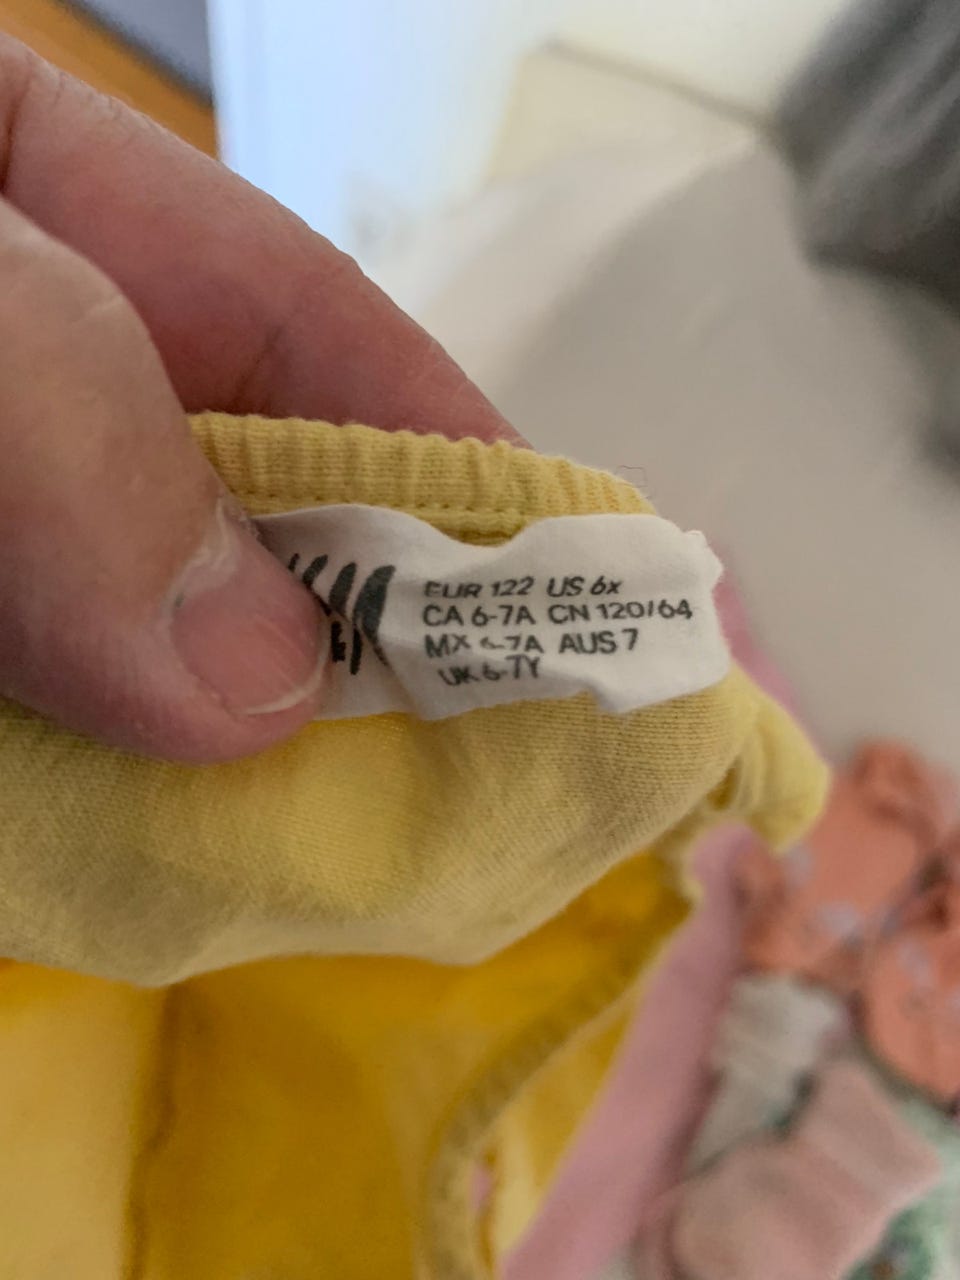 EUR 122 US 6x
CA 6-7A CN 120/64
MX 6-7A AUS 7
UK 6-7Y